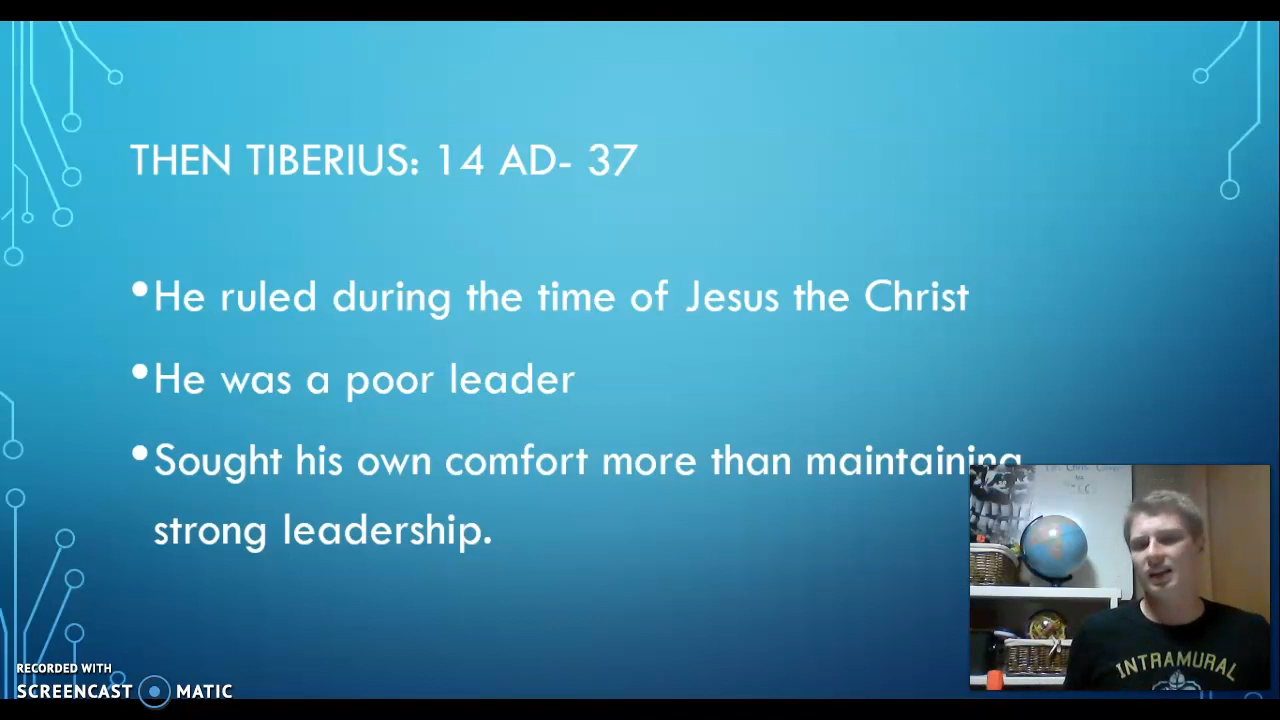 THEN TIBERIUS: 14 AD- 37
•He ruled during the time of Jesus the Christ
•He was a poor leader
•Sought his own comfort more than maintaining
strong leadership.
INTRAMURAL
RECORDED WITH
SCREENCAST MATIC